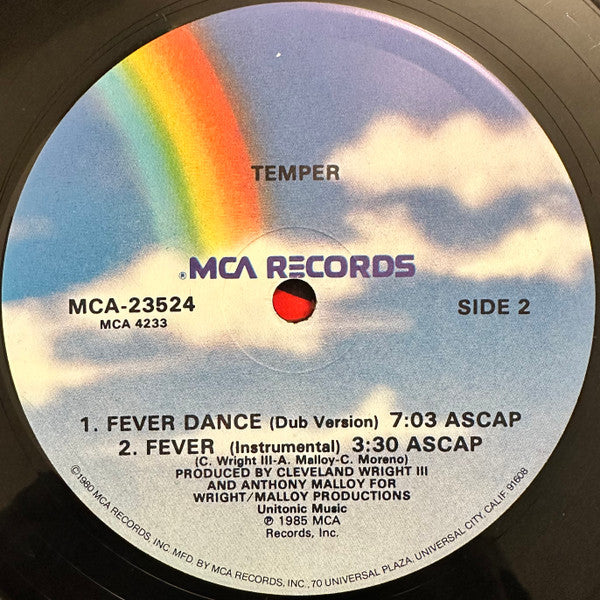 TEMPER
® MCA RECORDS
MCA-23524
MCA 4233
SIDE 2
1. FEVER DANCE (Dub Version) 7:03 ASCAP
2. FEVER (Instrumental) 3:30 ASCAP
(C. Wright III-A. Malloy-C. Moreno)
PRODUCED BY CLEVELAND WRIGHT III
AND ANTHONY MALLOY FOR
WRIGHT/MALLOY PRODUCTIONS
Unitonic Music
℗ 1985 MCA
Records, Inc.
©1980 MCA RECORDS, INC. MFD. BY MCA RECORDS, INC., 70 UNIVERSAL PLAZA, UNIVERSAL CITY, CALIF. 91608